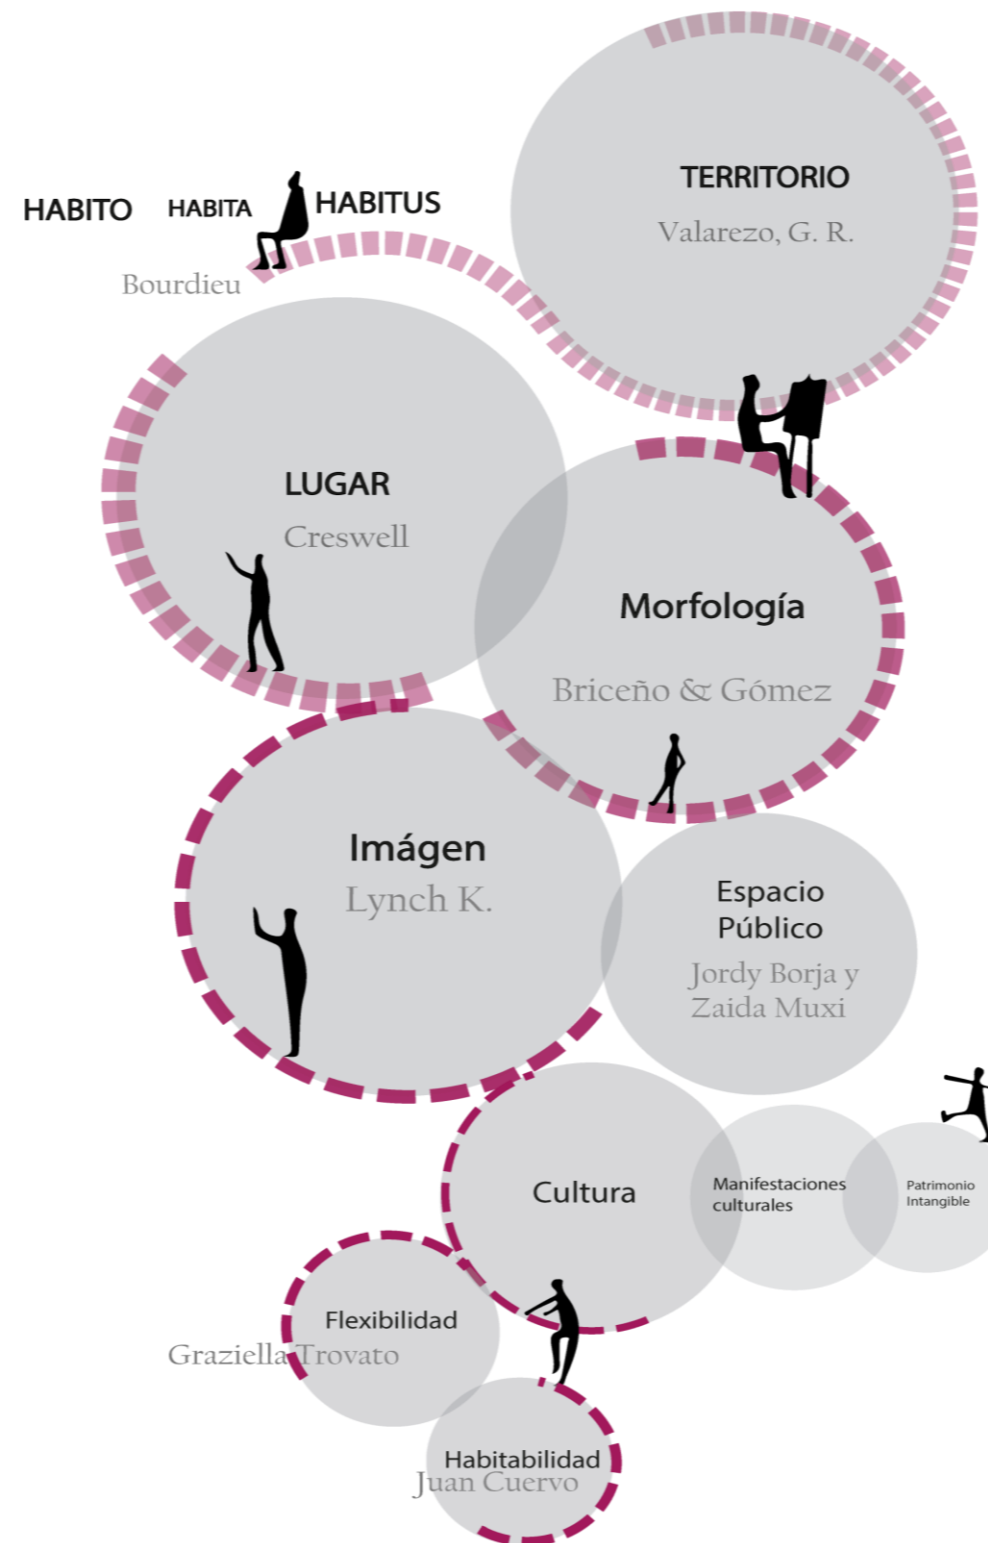 TERRITORIO
Valarezo, G. R.
HABITO HABITA HABITUS
Bourdieu
LUGAR
Creswell
Morfología
Briceño & Gómez
Imágen
Lynch K.
Espacio
Público
Jordy Borja y
Zaida Muxi
Cultura
Manifestaciones
culturales
Patrimonio
Intangible
Flexibilidad
Graziella Trovato
Habitabilidad
Juan Cuervo